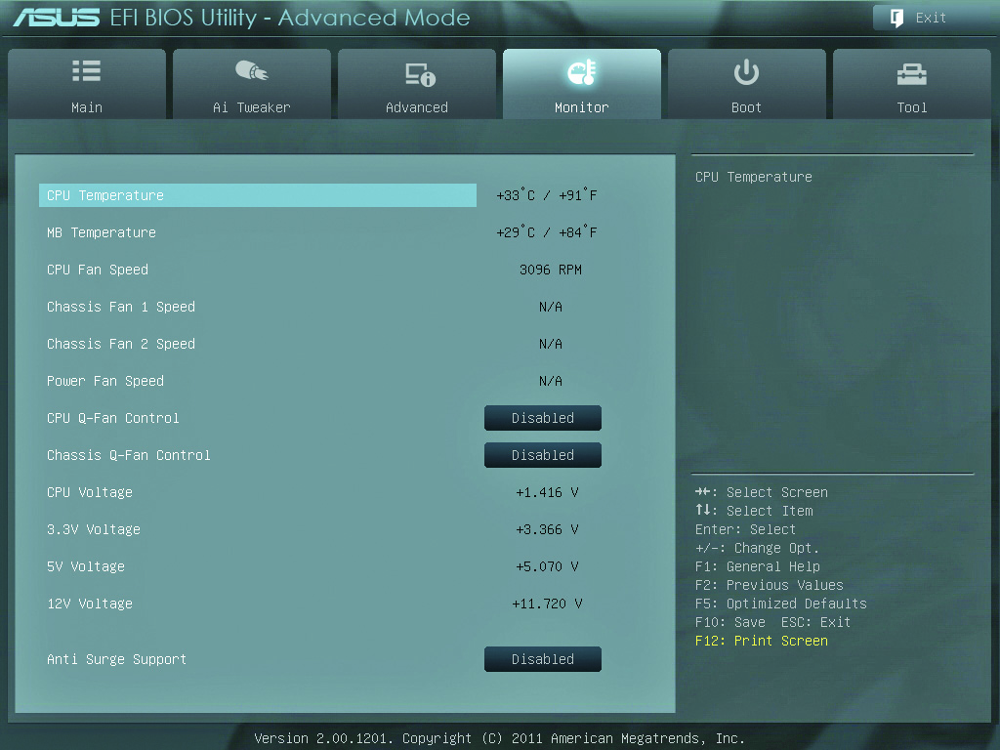 ASUS EFI BIOS Utility - Advanced Mode
Exit
Main
Ai Tweaker
Advanced
Monitor
Boot
Tool
CPU Temperature +33°C / +91°F
MB Temperature +29°C / +84°F
CPU Fan Speed 3096 RPM
Chassis Fan 1 Speed N/A
Chassis Fan 2 Speed N/A
Power Fan Speed N/A
CPU Q-Fan Control Disabled
Chassis Q-Fan Control Disabled
CPU Voltage +1.416 V
3.3V Voltage +3.366 V
5V Voltage +5.070 V
12V Voltage +11.720 V
Anti Surge Support Disabled
CPU Temperature
→←: Select Screen
↑↓: Select Item
Enter: Select
+/-: Change Opt.
F1: General Help
F2: Previous Values
F5: Optimized Defaults
F10: Save  ESC: Exit
F12: Print Screen
Version 2.00.1201. Copyright (C) 2011 American Megatrends, Inc.